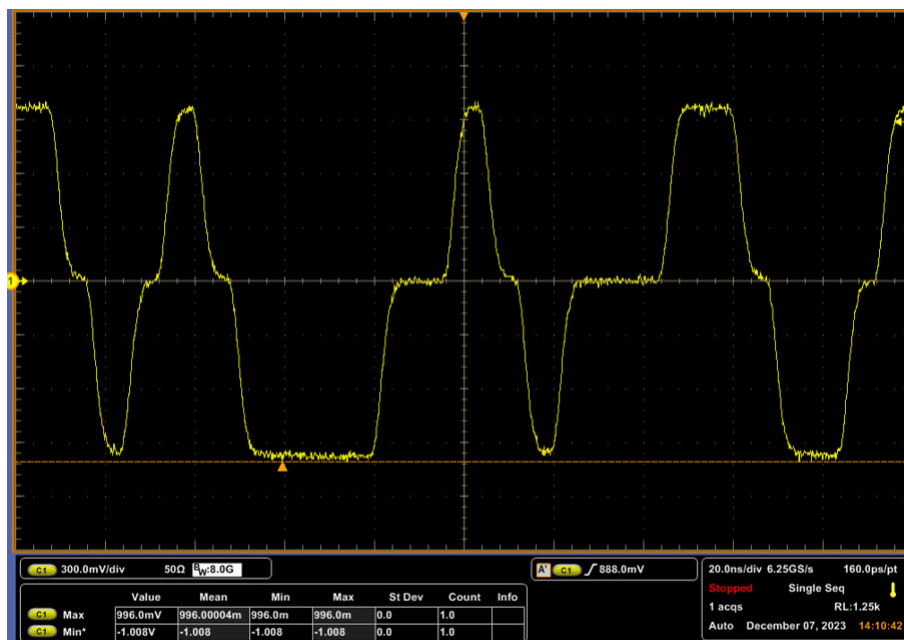 1
C1 300.0mV/div 50Ω BW:8.0G
A' C1 888.0mV
20.0ns/div 6.25GS/s 160.0ps/pt
Stopped Single Seq
1 acqs RL:1.25k
Auto December 07, 2023 14:10:42
Value Mean Min Max St Dev Count Info
C1 Max 996.0mV 996.00004m 996.0m 996.0m 0.0 1.0
C1 Min* -1.008V -1.008 -1.008 -1.008 0.0 1.0